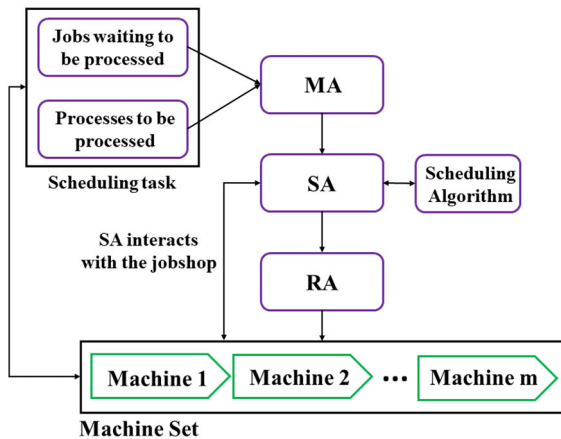 Jobs waiting to
be processed
Processes to be
processed
Scheduling task
MA
SA
Scheduling
Algorithm
SA interacts
with the jobshop
RA
Machine 1
Machine 2
•••
Machine m
Machine Set